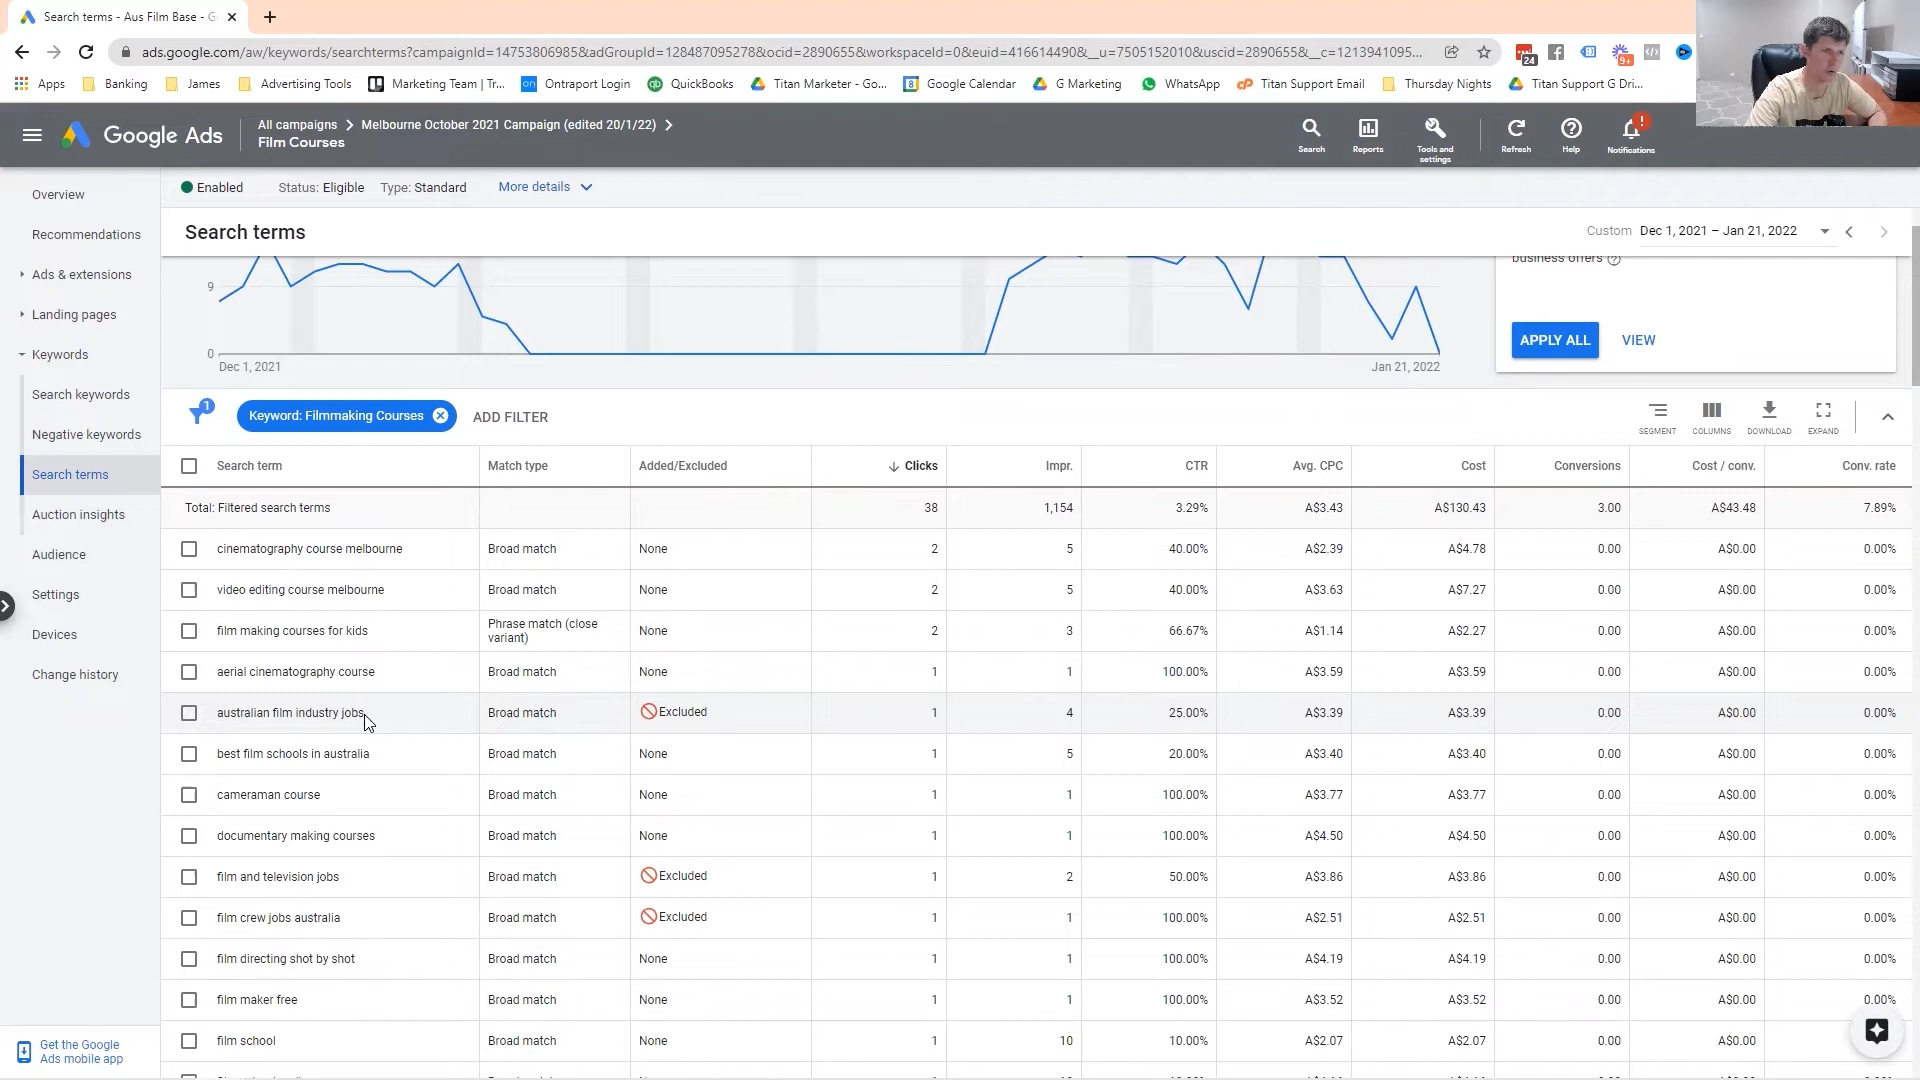 Search terms - Aus Film Base - G
ads.google.com/aw/keywords/searchterms?campaignId=14753806985&adGroupId=128487095278&ocid=2890655&workspaceId=0&euid=416614490&__u=7505152010&uscid=2890655&__c=1213941095...
24
9+
Apps
Banking
James
Advertising Tools
Marketing Team | Tr...
on
Ontraport Login
qb
QuickBooks
Titan Marketer - Go...
8
Google Calendar
G Marketing
WhatsApp
Titan Support Email
Thursday Nights
Titan Support G Dri...
Google Ads
All campaigns
Melbourne October 2021 Campaign (edited 20/1/22)
Film Courses
Search
Reports
Tools and
settings
Refresh
Help
!
Notifications
Overview
Recommendations
Ads & extensions
Landing pages
Keywords
Search keywords
Negative keywords
Search terms
Auction insights
Audience
Settings
Devices
Change history
Get the Google
Ads mobile app
Enabled
Status: Eligible
Type: Standard
More details
Search terms
Custom
Dec 1, 2021 – Jan 21, 2022
9
0
Dec 1, 2021
Jan 21, 2022
business offers
APPLY ALL
VIEW
1
Keyword: Filmmaking Courses
ADD FILTER
SEGMENT
COLUMNS
DOWNLOAD
EXPAND
Search term Match type Added/Excluded Clicks Impr. CTR Avg. CPC Cost Conversions Cost / conv. Conv. rate
Total: Filtered search terms 38 1,154 3.29% A$3.43 A$130.43 3.00 A$43.48 7.89%
cinematography course melbourne Broad match None 2 5 40.00% A$2.39 A$4.78 0.00 A$0.00 0.00%
video editing course melbourne Broad match None 2 5 40.00% A$3.63 A$7.27 0.00 A$0.00 0.00%
film making courses for kids Phrase match (close variant) None 2 3 66.67% A$1.14 A$2.27 0.00 A$0.00 0.00%
aerial cinematography course Broad match None 1 1 100.00% A$3.59 A$3.59 0.00 A$0.00 0.00%
australian film industry jobs Broad match Excluded 1 4 25.00% A$3.39 A$3.39 0.00 A$0.00 0.00%
best film schools in australia Broad match None 1 5 20.00% A$3.40 A$3.40 0.00 A$0.00 0.00%
cameraman course Broad match None 1 1 100.00% A$3.77 A$3.77 0.00 A$0.00 0.00%
documentary making courses Broad match None 1 1 100.00% A$4.50 A$4.50 0.00 A$0.00 0.00%
film and television jobs Broad match Excluded 1 2 50.00% A$3.86 A$3.86 0.00 A$0.00 0.00%
film crew jobs australia Broad match Excluded 1 1 100.00% A$2.51 A$2.51 0.00 A$0.00 0.00%
film directing shot by shot Broad match None 1 1 100.00% A$4.19 A$4.19 0.00 A$0.00 0.00%
film maker free Broad match None 1 1 100.00% A$3.52 A$3.52 0.00 A$0.00 0.00%
film school Broad match None 1 10 10.00% A$2.07 A$2.07 0.00 A$0.00 0.00%